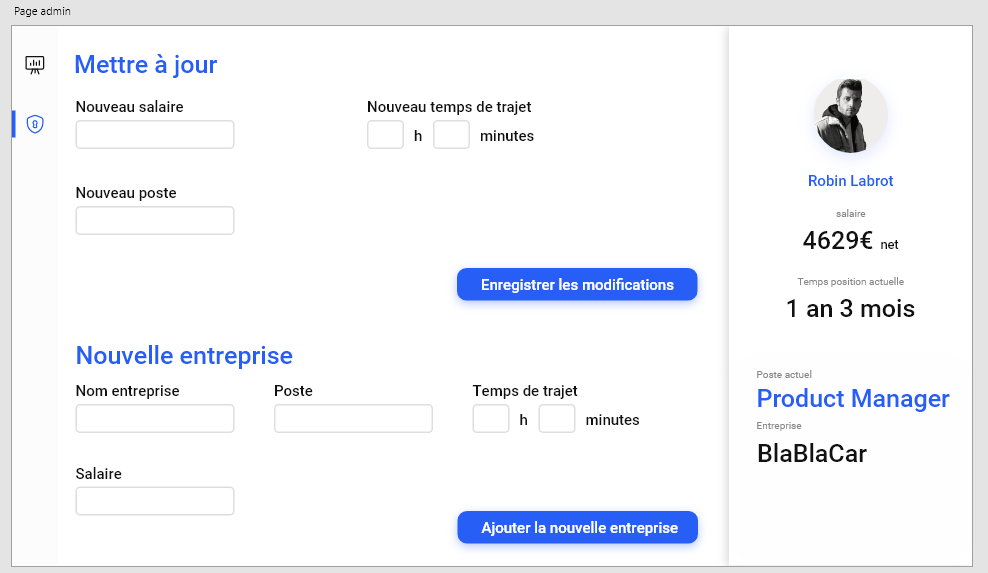 Page admin
Mettre à jour
Nouveau salaire
Nouveau temps de trajet
h minutes
Nouveau poste
Enregistrer les modifications
Nouvelle entreprise
Nom entreprise
Poste
Temps de trajet
h minutes
Salaire
Ajouter la nouvelle entreprise
Robin Labrot
salaire
4629€ net
Temps position actuelle
1 an 3 mois
Poste actuel
Product Manager
Entreprise
BlaBlaCar